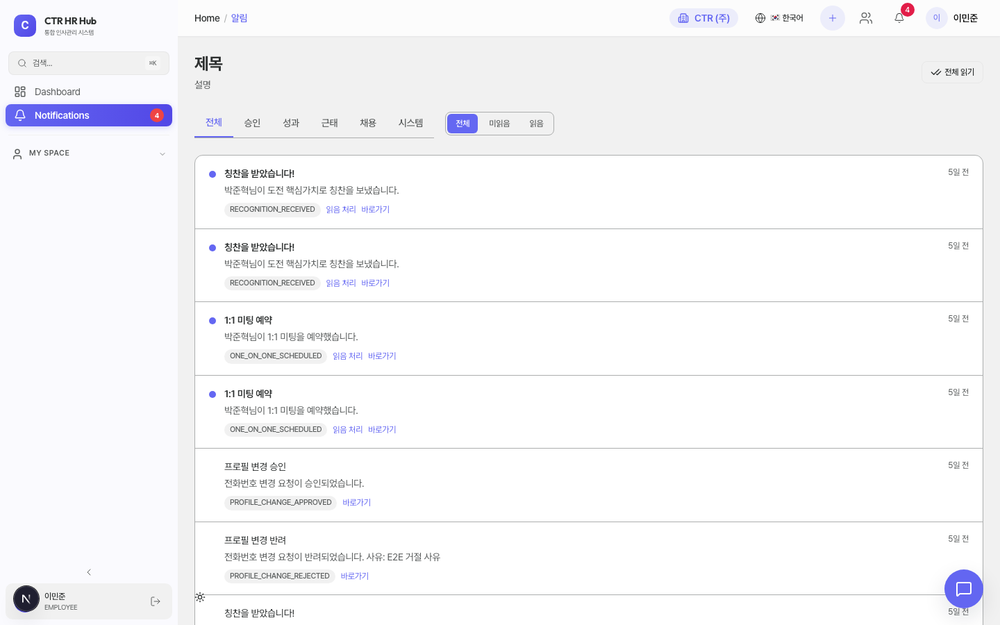 C
CTR HR Hub
통합 인사관리 시스템
검색...
⌘K
Dashboard
Notifications
4
MY SPACE
Home / 알림
CTR (주)
🇰🇷 한국어
4
이
이민준
제목
설명
전체 읽기
전체
승인
성과
근태
채용
시스템
전체
미읽음
읽음
칭찬을 받았습니다!
5일 전
박준혁님이 도전 핵심가치로 칭찬을 보냈습니다.
RECOGNITION_RECEIVED 읽음 처리 바로가기
칭찬을 받았습니다!
5일 전
박준혁님이 도전 핵심가치로 칭찬을 보냈습니다.
RECOGNITION_RECEIVED 읽음 처리 바로가기
1:1 미팅 예약
5일 전
박준혁님이 1:1 미팅을 예약했습니다.
ONE_ON_ONE_SCHEDULED 읽음 처리 바로가기
1:1 미팅 예약
5일 전
박준혁님이 1:1 미팅을 예약했습니다.
ONE_ON_ONE_SCHEDULED 읽음 처리 바로가기
프로필 변경 승인
5일 전
전화번호 변경 요청이 승인되었습니다.
PROFILE_CHANGE_APPROVED 바로가기
프로필 변경 반려
5일 전
전화번호 변경 요청이 반려되었습니다. 사유: E2E 거절 사유
PROFILE_CHANGE_REJECTED 바로가기
칭찬을 받았습니다!
5일 전
N
이민준
EMPLOYEE